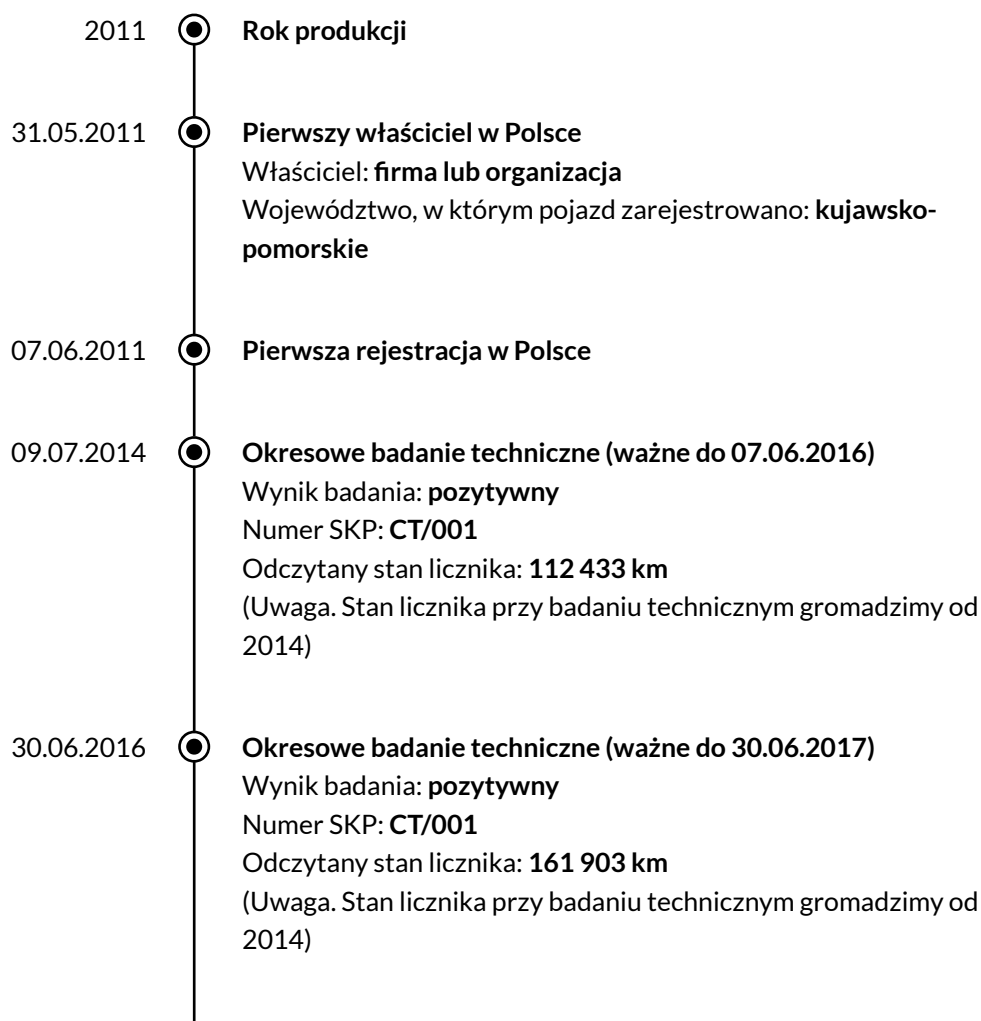 2011 Rok produkcji
31.05.2011 Pierwszy właściciel w Polsce
Właściciel: firma lub organizacja
Województwo, w którym pojazd zarejestrowano: kujawsko-
pomorskie
07.06.2011 Pierwsza rejestracja w Polsce
09.07.2014 Okresowe badanie techniczne (ważne do 07.06.2016)
Wynik badania: pozytywny
Numer SKP: CT/001
Odczytany stan licznika: 112 433 km
(Uwaga. Stan licznika przy badaniu technicznym gromadzimy od
2014)
30.06.2016 Okresowe badanie techniczne (ważne do 30.06.2017)
Wynik badania: pozytywny
Numer SKP: CT/001
Odczytany stan licznika: 161 903 km
(Uwaga. Stan licznika przy badaniu technicznym gromadzimy od
2014)